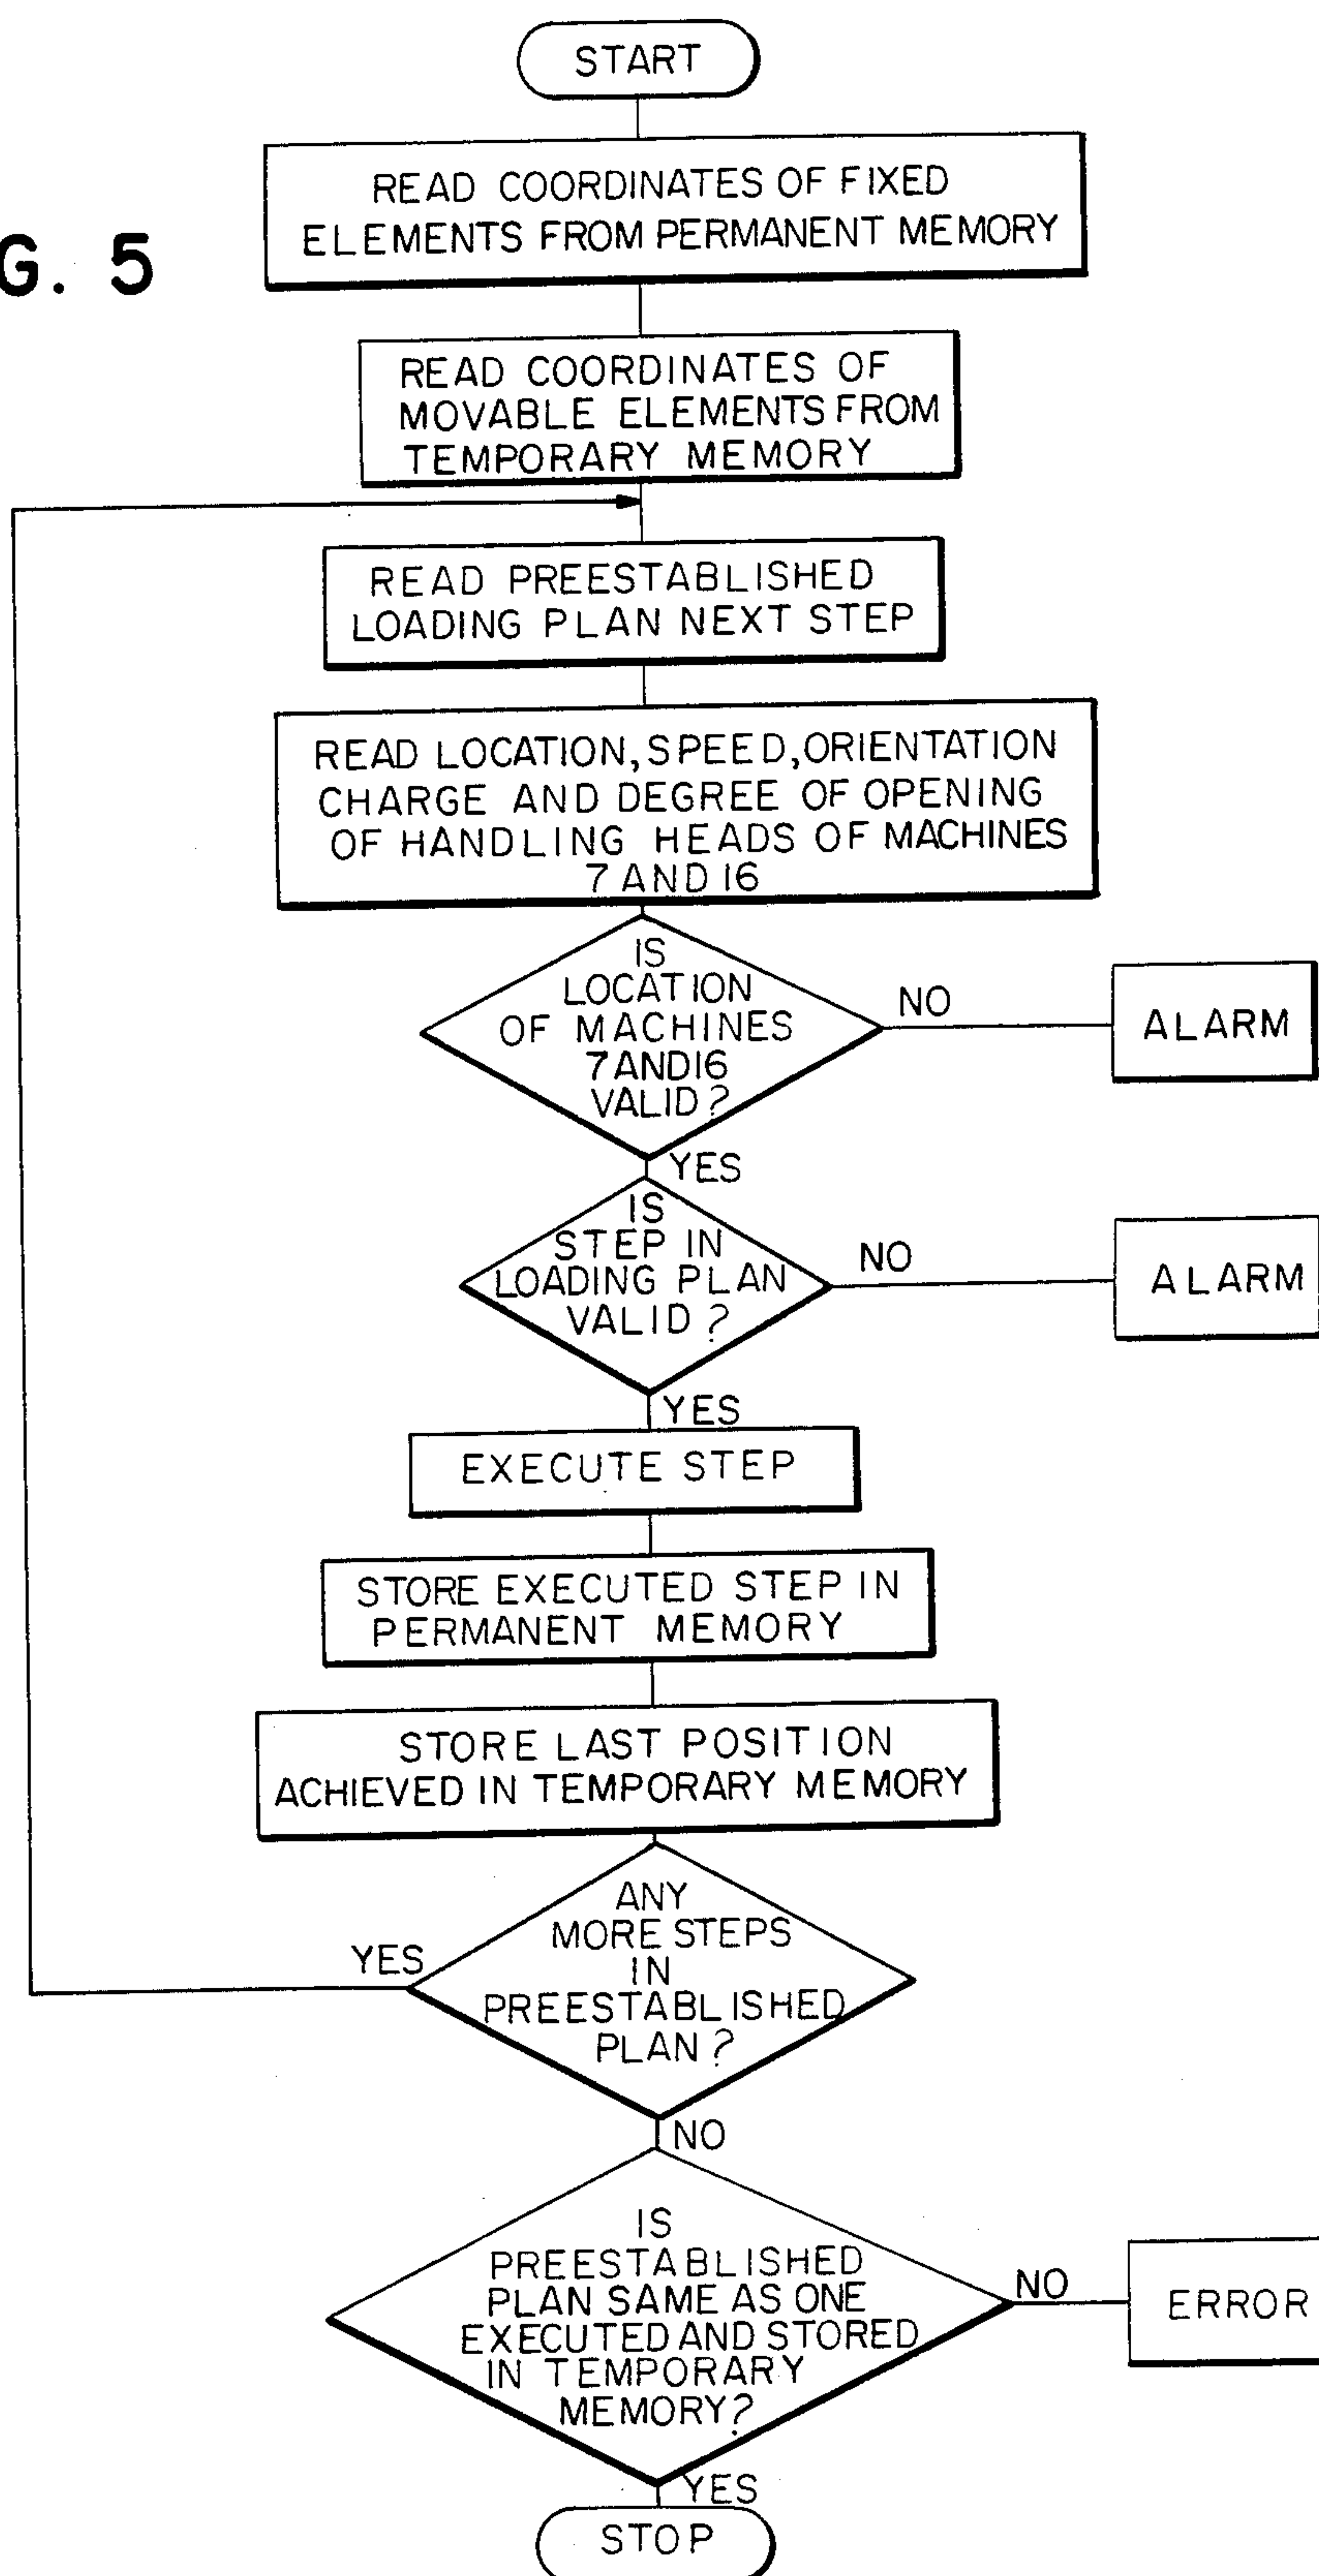 START
READ COORDINATES OF FIXED
ELEMENTS FROM PERMANENT MEMORY
G. 5
READ COORDINATES OF
MOVABLE ELEMENTS FROM
TEMPORARY MEMORY
READ PREESTABLISHED
LOADING PLAN NEXT STEP
READ LOCATION, SPEED, ORIENTATION
CHARGE AND DEGREE OF OPENING
OF HANDLING HEADS OF MACHINES
7 AND 16
IS
LOCATION
OF MACHINES
7 AND 16
VALID?
NO
ALARM
YES
IS
STEP IN
LOADING PLAN
VALID?
NO
ALARM
YES
EXECUTE STEP
STORE EXECUTED STEP IN
PERMANENT MEMORY
STORE LAST POSITION
ACHIEVED IN TEMPORARY MEMORY
ANY
MORE STEPS
IN
PREESTABLISHED
PLAN?
YES
NO
IS
PREESTABLISHED
PLAN SAME AS ONE
EXECUTED AND STORED
IN TEMPORARY
MEMORY?
NO
ERROR
YES
STOP